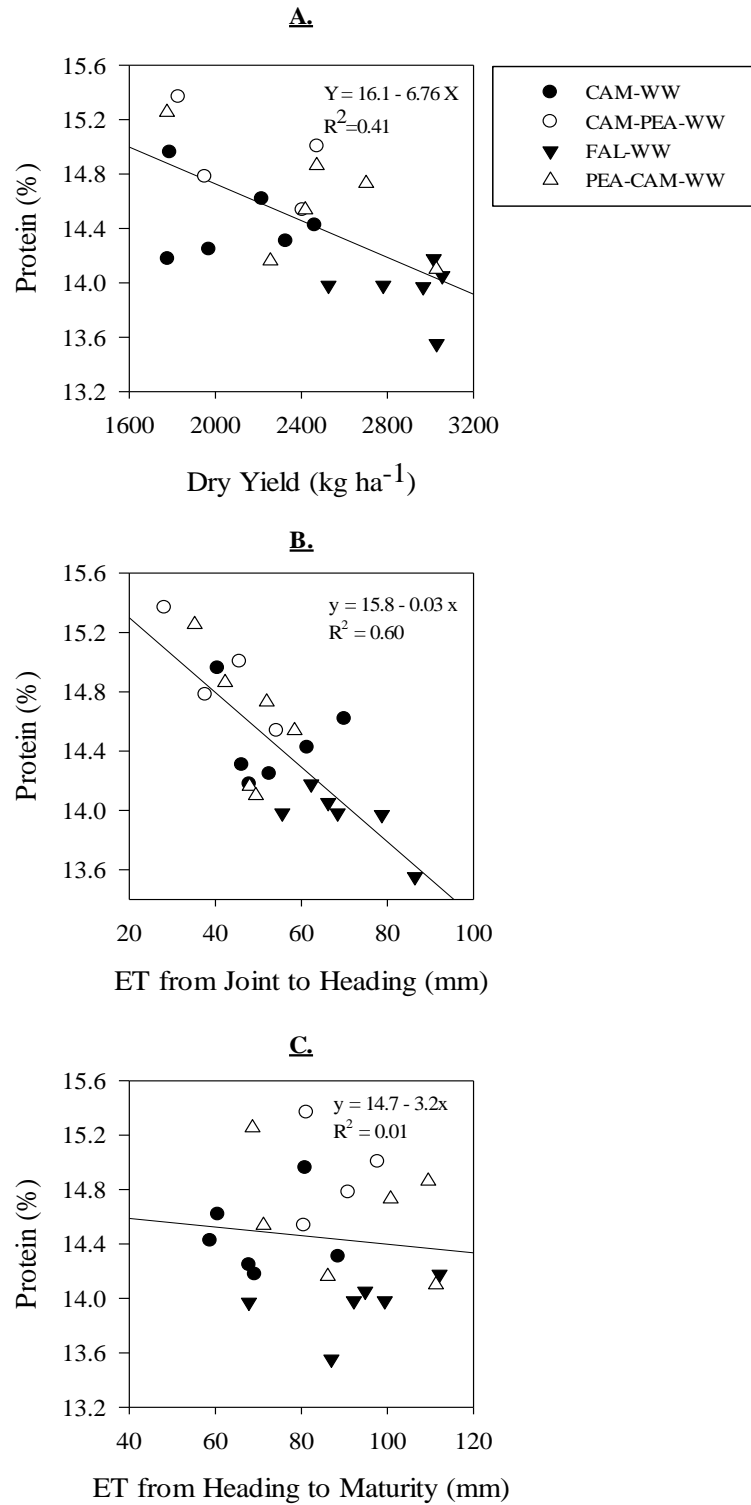 A.
15.6
15.2
14.8
14.4
14.0
13.6
13.2
Protein (%)
Y = 16.1 - 6.76 X
R²=0.41
1600 2000 2400 2800 3200
Dry Yield (kg ha⁻¹)
CAM-WW
CAM-PEA-WW
FAL-WW
PEA-CAM-WW
B.
15.6
15.2
14.8
14.4
14.0
13.6
Protein (%)
y = 15.8 - 0.03 x
R² = 0.60
20 40 60 80 100
ET from Joint to Heading (mm)
C.
15.6
15.2
14.8
14.4
14.0
13.6
13.2
Protein (%)
y = 14.7 - 3.2x
R² = 0.01
40 60 80 100 120
ET from Heading to Maturity (mm)